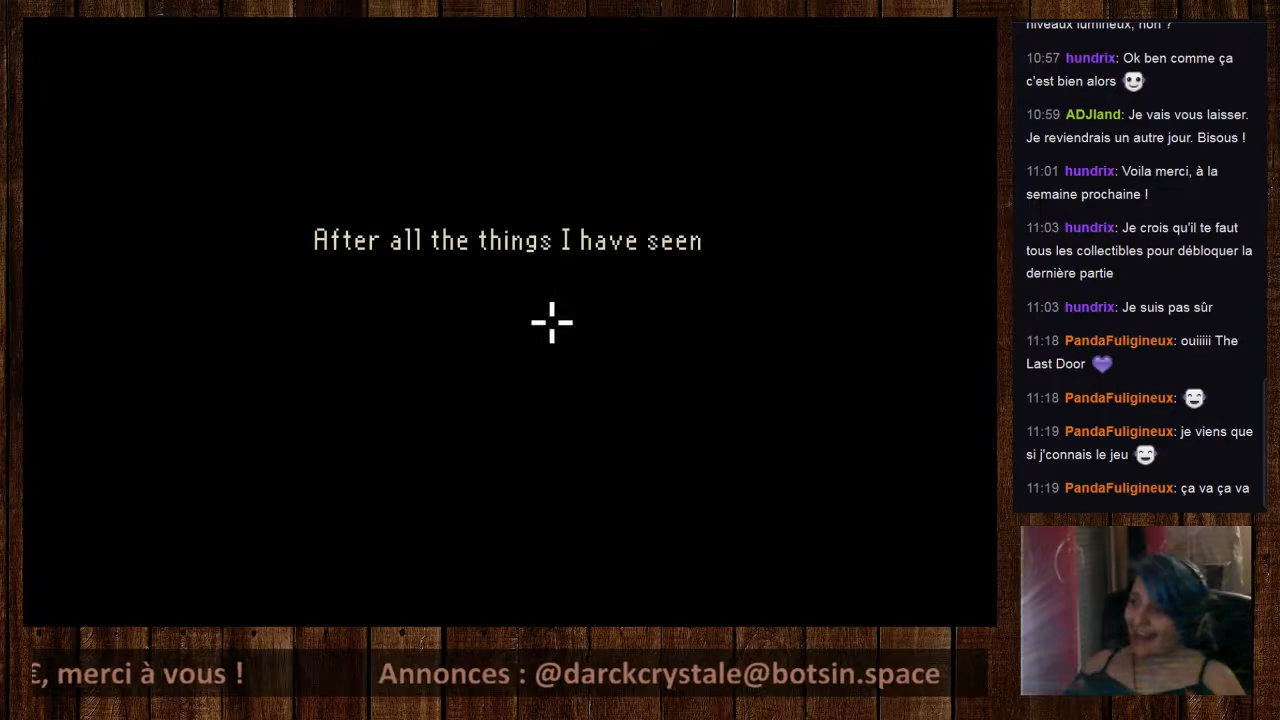 After all the things I have seen
niveaux lumineux, non ?
10:57 hundrix: Ok ben comme ça
c'est bien alors
10:59 ADJIand: Je vais vous laisser.
Je reviendrais un autre jour. Bisous !
11:01 hundrix: Voila merci, à la
semaine prochaine !
11:03 hundrix: Je crois qu'il te faut
tous les collectibles pour débloquer la
dernière partie
11:03 hundrix: Je suis pas sûr
11:18 PandaFuligineux: ouiiiii The
Last Door
11:18 PandaFuligineux:
11:19 PandaFuligineux: je viens que
si j'connais le jeu
11:19 PandaFuligineux: ça va ça va
€, merci à vous ! Annonces : @darckcrystale@botsin.space